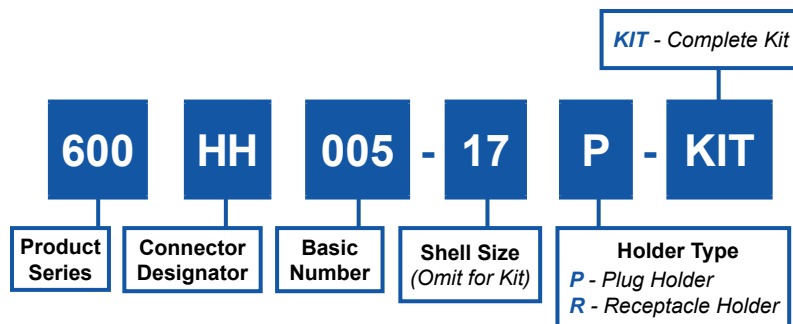 KIT - Complete Kit
600 HH 005 - 17 P - KIT
Product
Series
Connector
Designator
Basic
Number
Shell Size
(Omit for Kit)
Holder Type
P - Plug Holder
R - Receptacle Holder